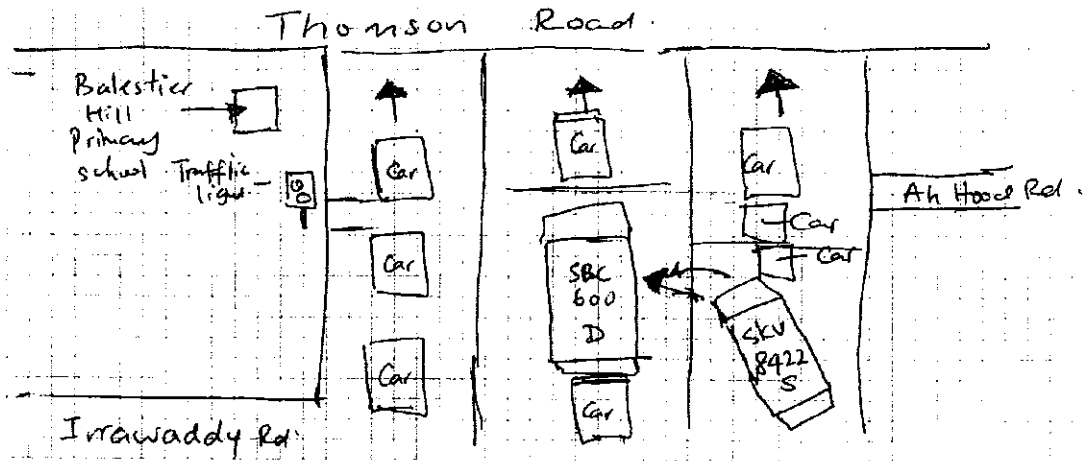 Thomson Road.
Balestier
Hill
Primary
school
Traffic
light
Car
Car
Car
Irrawaddy Rd.
Car
SBC
600
D
Car
Car
Car
Car
SKV
8422
S
Ah Hood Rd.